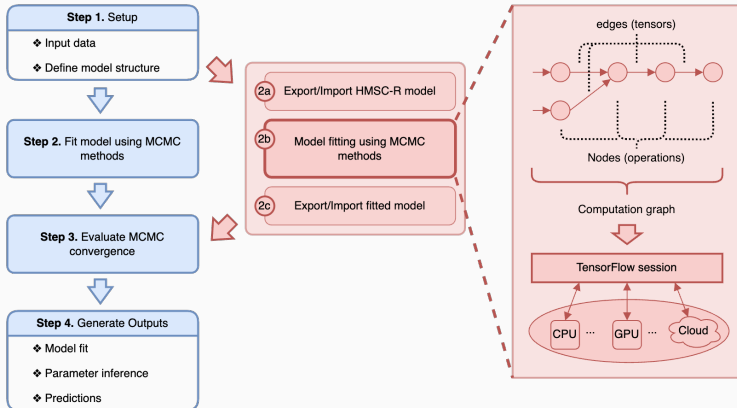 Step 1. Setup
❖ Input data
❖ Define model structure
Step 2. Fit model using MCMC
methods
Step 3. Evaluate MCMC
convergence
Step 4. Generate Outputs
❖ Model fit
❖ Parameter inference
❖ Predictions
2a Export/Import HMSC-R model
2b Model fitting using MCMC
methods
2c Export/Import fitted model
edges (tensors)
Nodes (operations)
Computation graph
TensorFlow session
CPU ... GPU ... Cloud